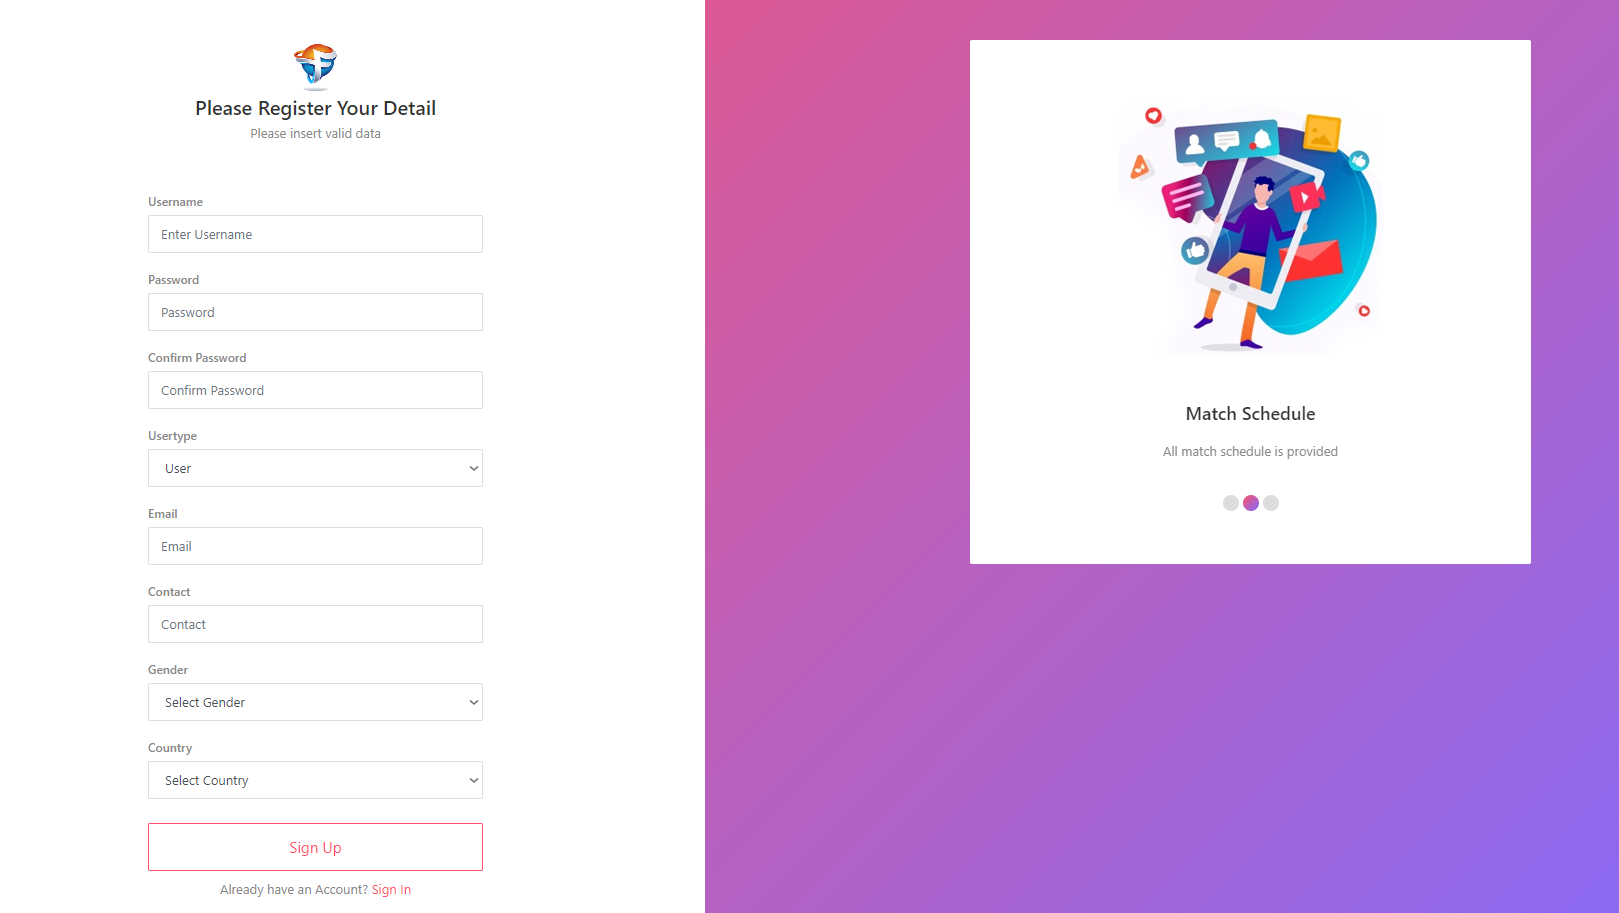 Please Register Your Detail
Please insert valid data
Username
Enter Username
Password
Password
Confirm Password
Confirm Password
Usertype
User
Email
Email
Contact
Contact
Gender
Select Gender
Country
Select Country
Sign Up
Already have an Account? Sign In
Match Schedule
All match schedule is provided